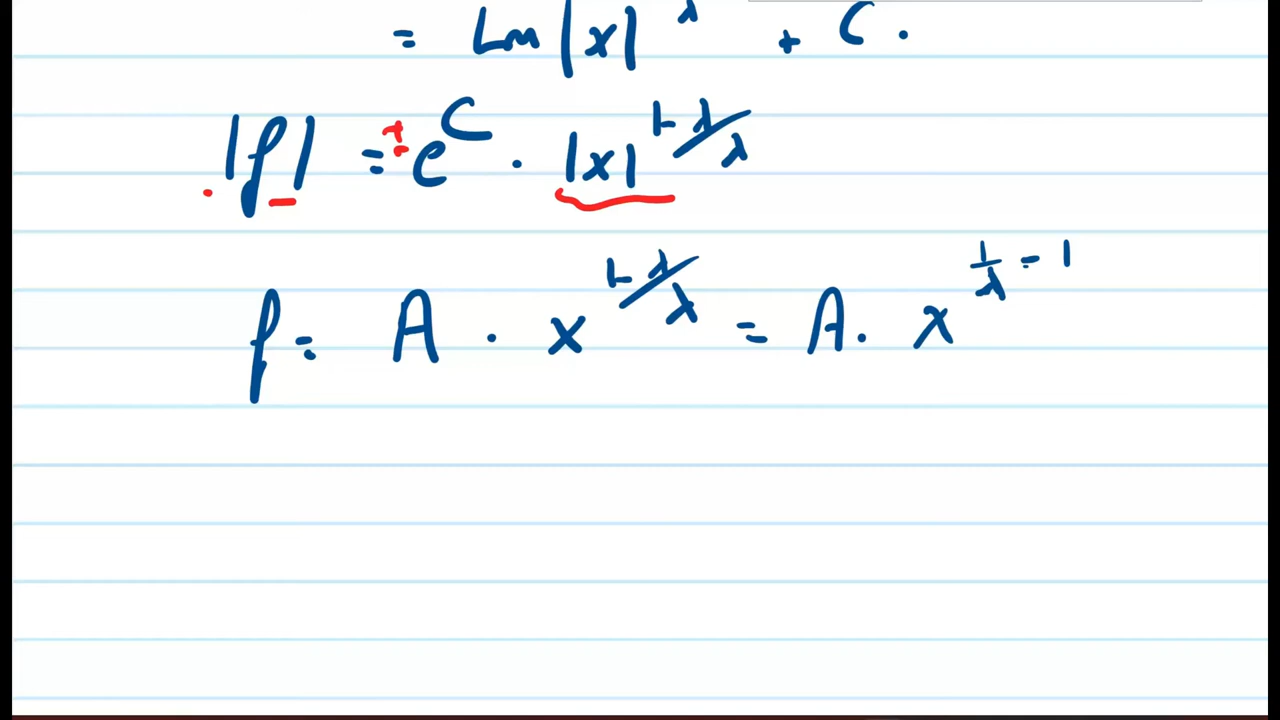 = Ln |x|^λ + C.
|f| = ± e^C · |x|^{1-λ/λ}
f = A · x^{1-λ/λ} = A · x^{1/λ - 1}